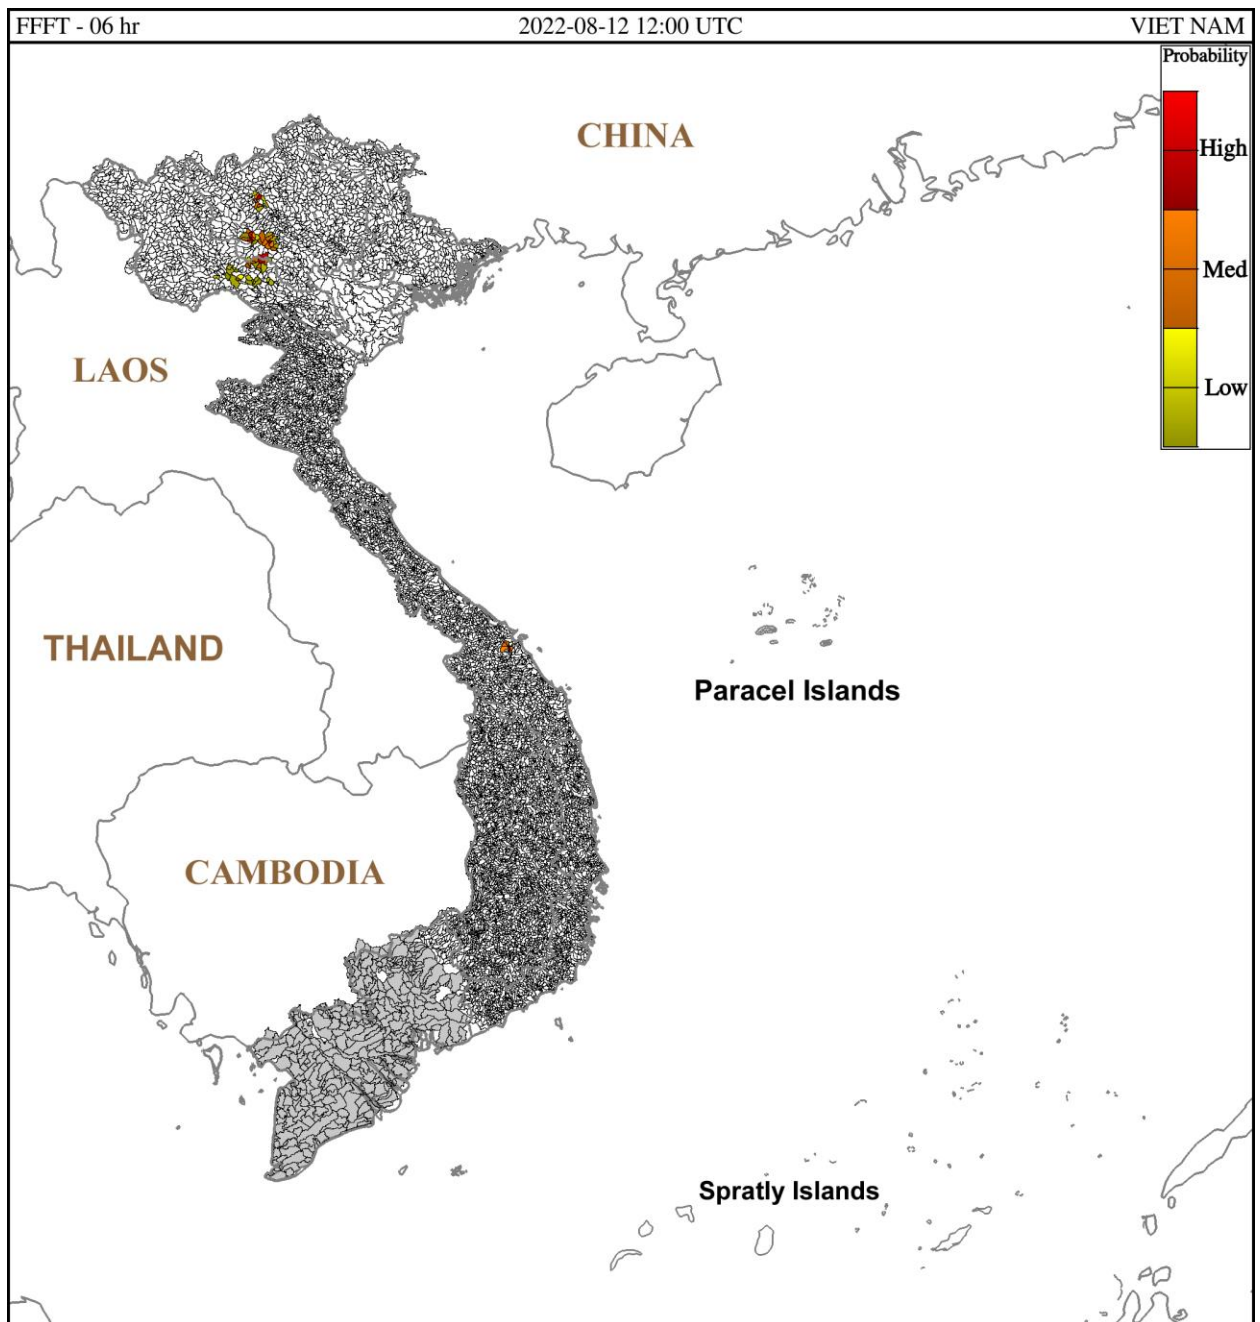 FFFT - 06 hr 2022-08-12 12:00 UTC VIET NAM
Probability
CHINA
High
Med
LAOS
Low
THAILAND
Paracel Islands
CAMBODIA
Spratly Islands